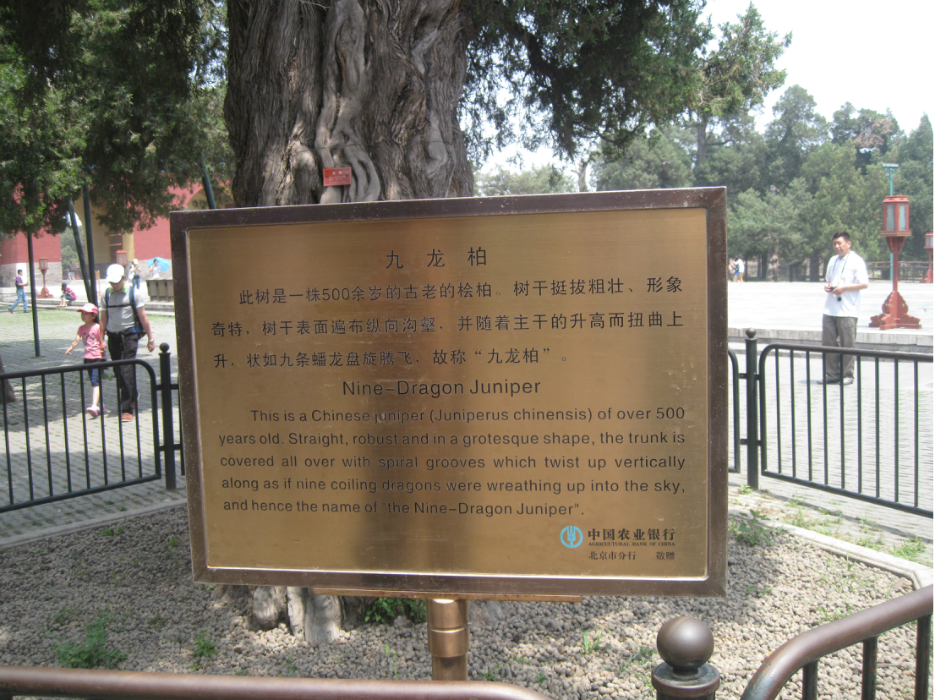 九龙柏
此树是一株500余岁的古老的桧柏。树干挺拔粗壮、形象
奇特，树干表面遍布纵向沟壑，并随着主干的升高而扭曲上
升，状如九条蟠龙盘旋腾飞，故称“九龙柏”。
Nine-Dragon Juniper
This is a Chinese juniper (Juniperus chinensis) of over 500
years old. Straight, robust and in a grotesque shape, the trunk is
covered all over with spiral grooves which twist up vertically
along as if nine coiling dragons were wreathing up into the sky,
and hence the name of "the Nine-Dragon Juniper".
中国农业银行
AGRICULTURAL BANK OF CHINA
北京市分行 敬赠